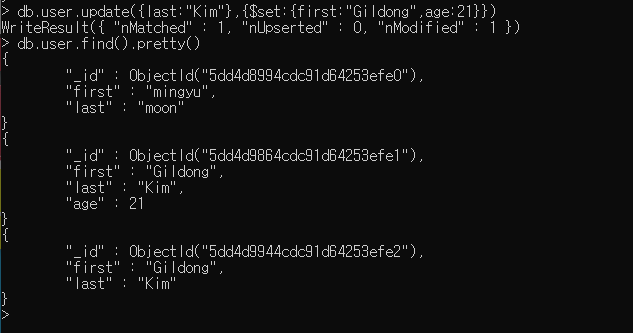 > db.user.update({last:"Kim"},{$set:{first:"Gildong",age:21}})
WriteResult({ "nMatched" : 1, "nUpserted" : 0, "nModified" : 1 })
> db.user.find().pretty()
{
        "_id" : ObjectId("5dd4d8994cdc91d64253efe0"),
        "first" : "mingyu",
        "last" : "moon"
}
{
        "_id" : ObjectId("5dd4d9864cdc91d64253efe1"),
        "first" : "Gildong",
        "last" : "Kim",
        "age" : 21
}
{
        "_id" : ObjectId("5dd4d9944cdc91d64253efe2"),
        "first" : "Gildong",
        "last" : "Kim"
}
>